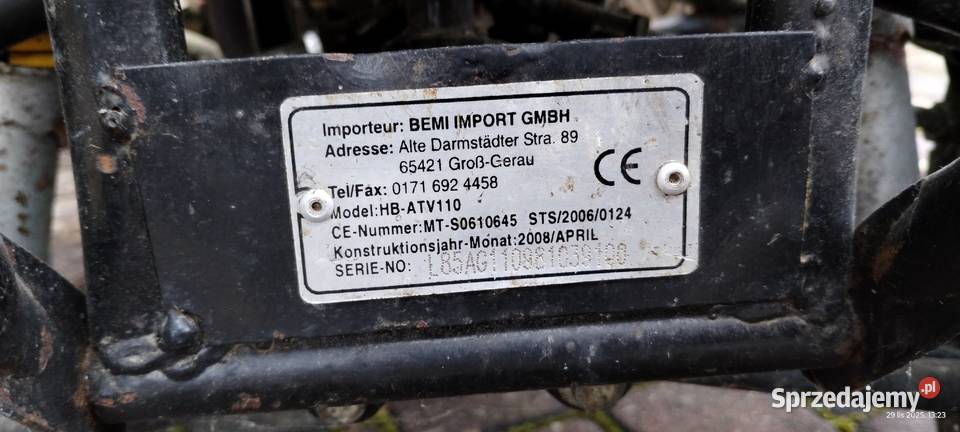 Importeur: BEMI IMPORT GMBH
Adresse: Alte Darmstädter Stra. 89
65421 Groß-Gerau
CE
Tel/Fax: 0171 692 4458
Model:HB-ATV110
CE-Nummer:MT-S0610645 STS/2006/0124
Konstruktionsjahr-Monat:2008/APRIL
SERIE-NO:
Sprzedajemy.pl
29 lis 2025, 13:23